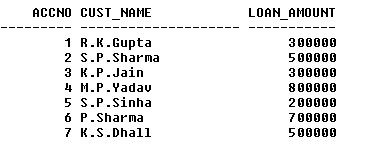 ACCNO CUST_NAME LOAN_AMOUNT
--------- -------------------- -----------
1 R.K.Gupta 300000
2 S.P.Sharma 500000
3 K.P.Jain 300000
4 M.P.Yadav 800000
5 S.P.Sinha 200000
6 P.Sharma 700000
7 K.S.Dhall 500000